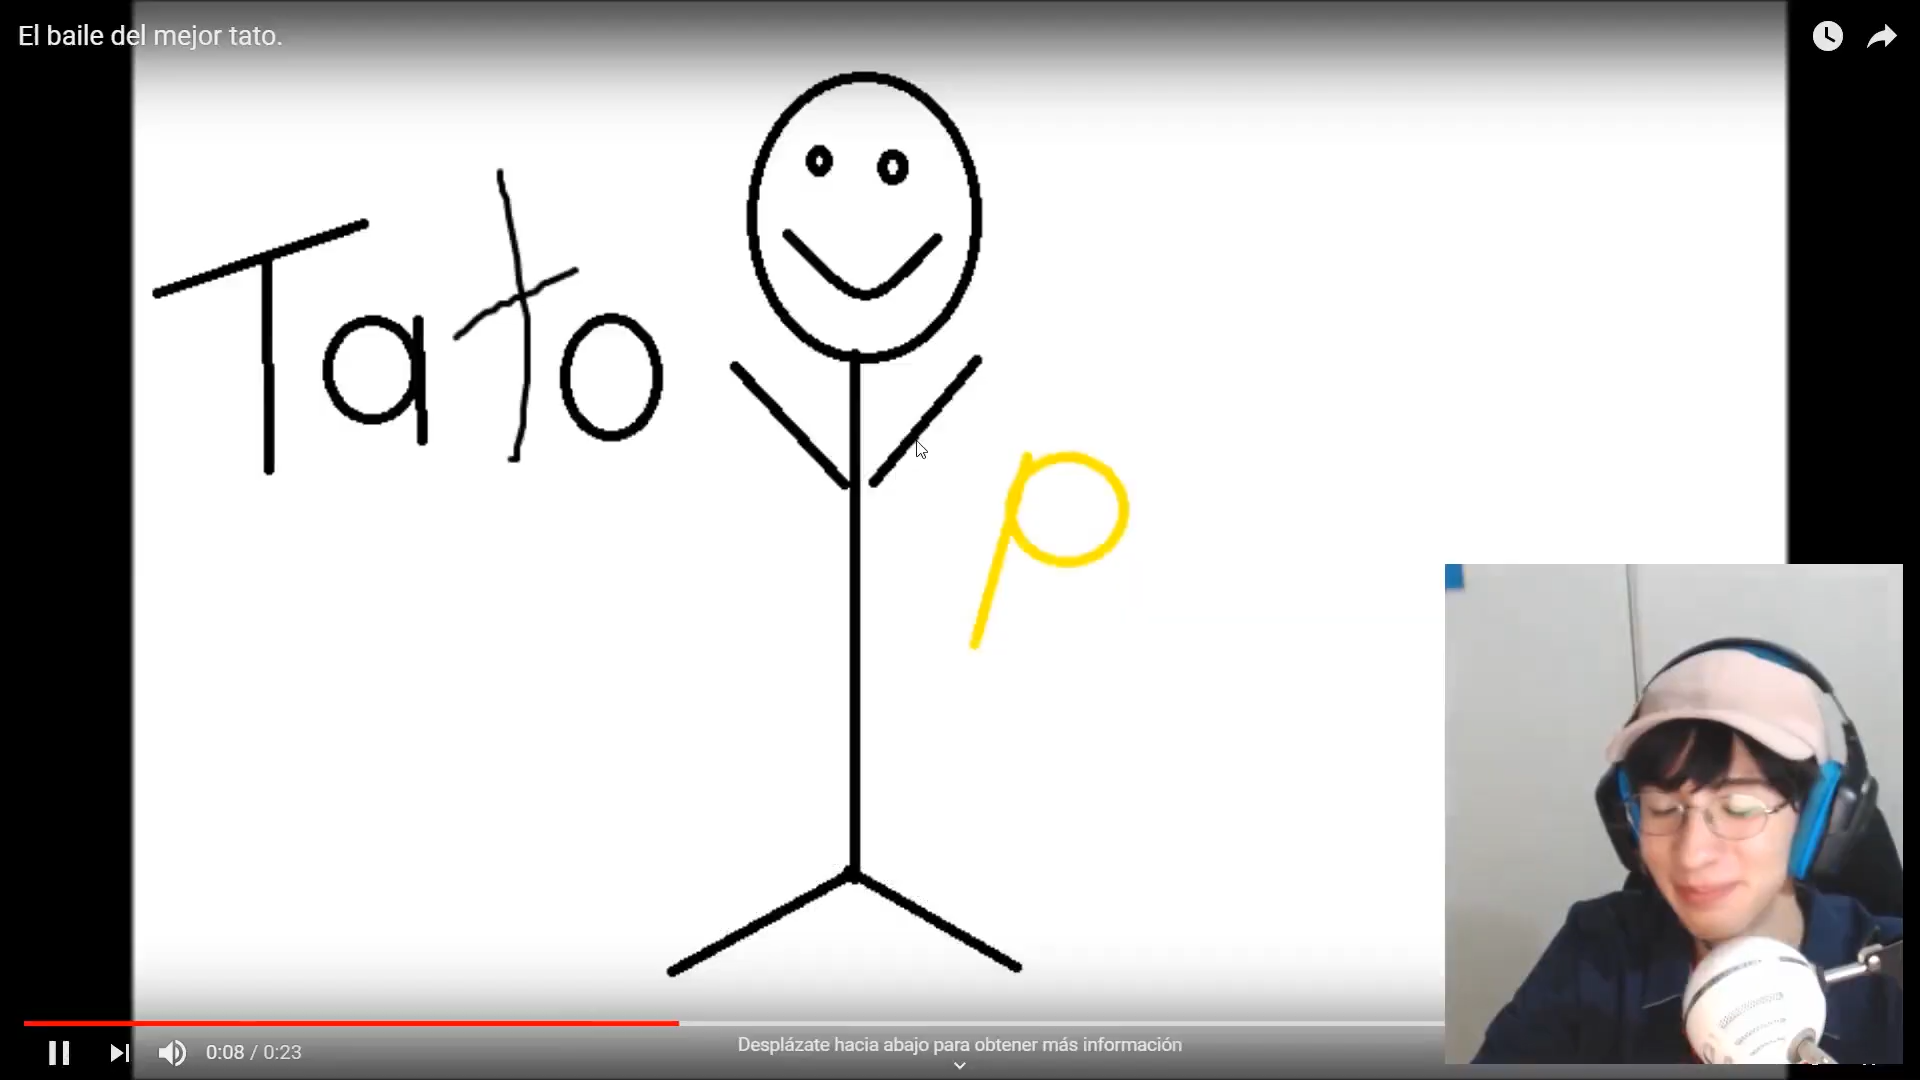 El baile del mejor tato.
Tato
P
0:08 / 0:23
Desplázate hacia abajo para obtener más información